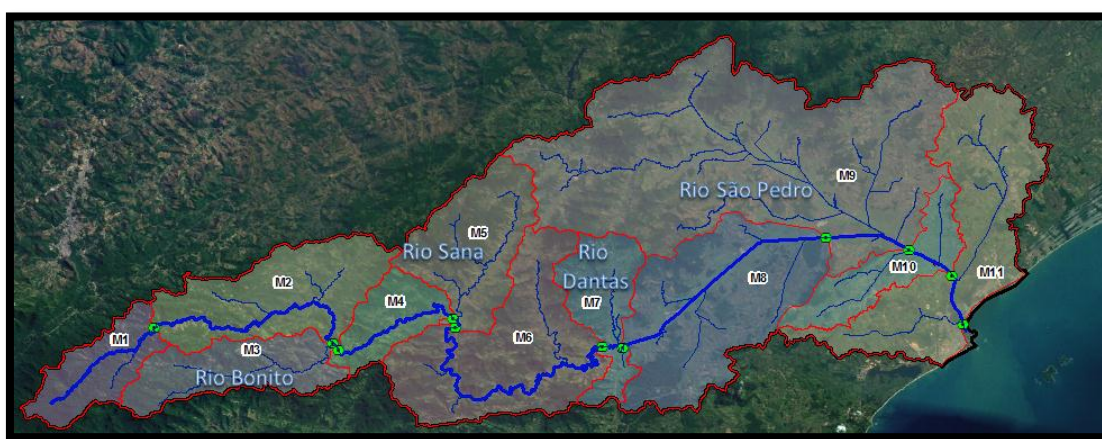 M9
Rio São Pedro
M5
Rio Sana
Rio
Dantas
M2
M11
M10
M8
M4
M7
M1
M6
M3
Rio Bonito